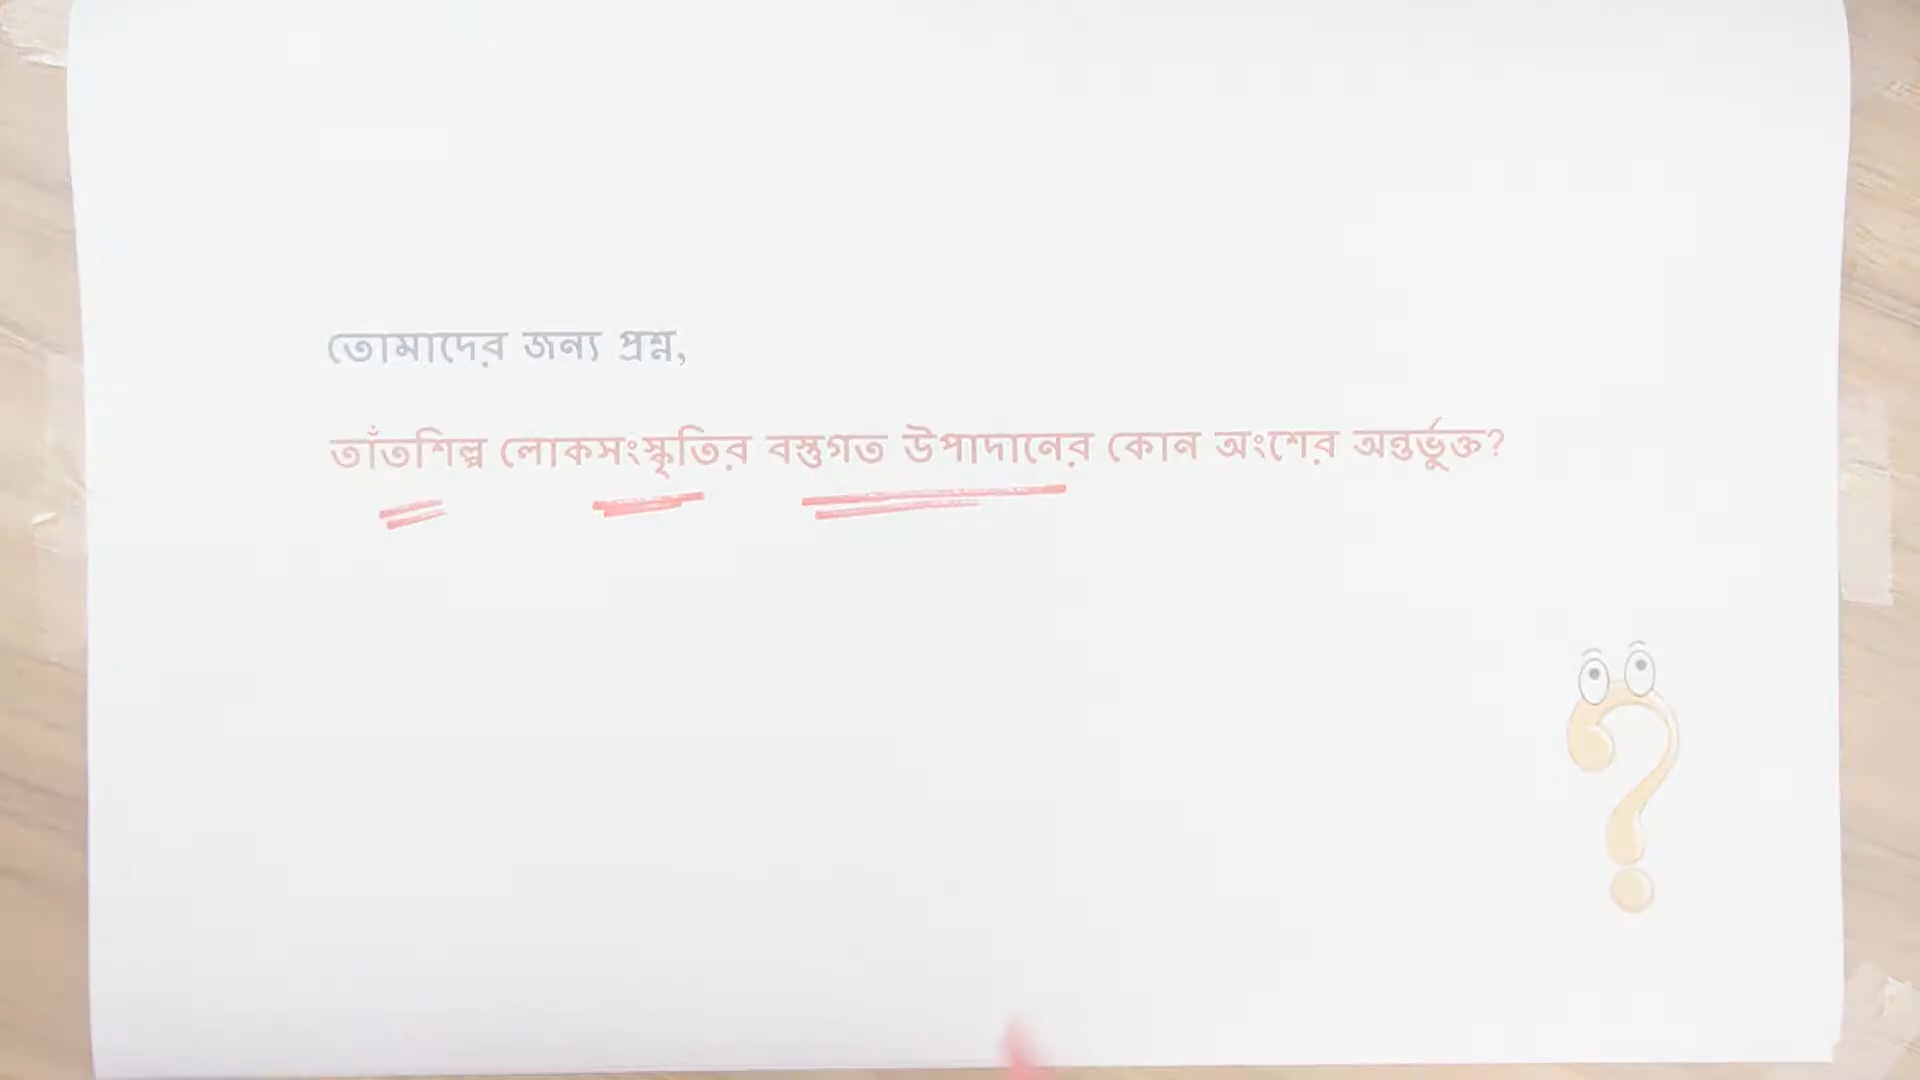 তোমাদের জন্য প্রশ্ন,
তাঁতশিল্প লোকসংস্কৃতির বস্তুগত উপাদানের কোন অংশের অন্তর্ভুক্ত?